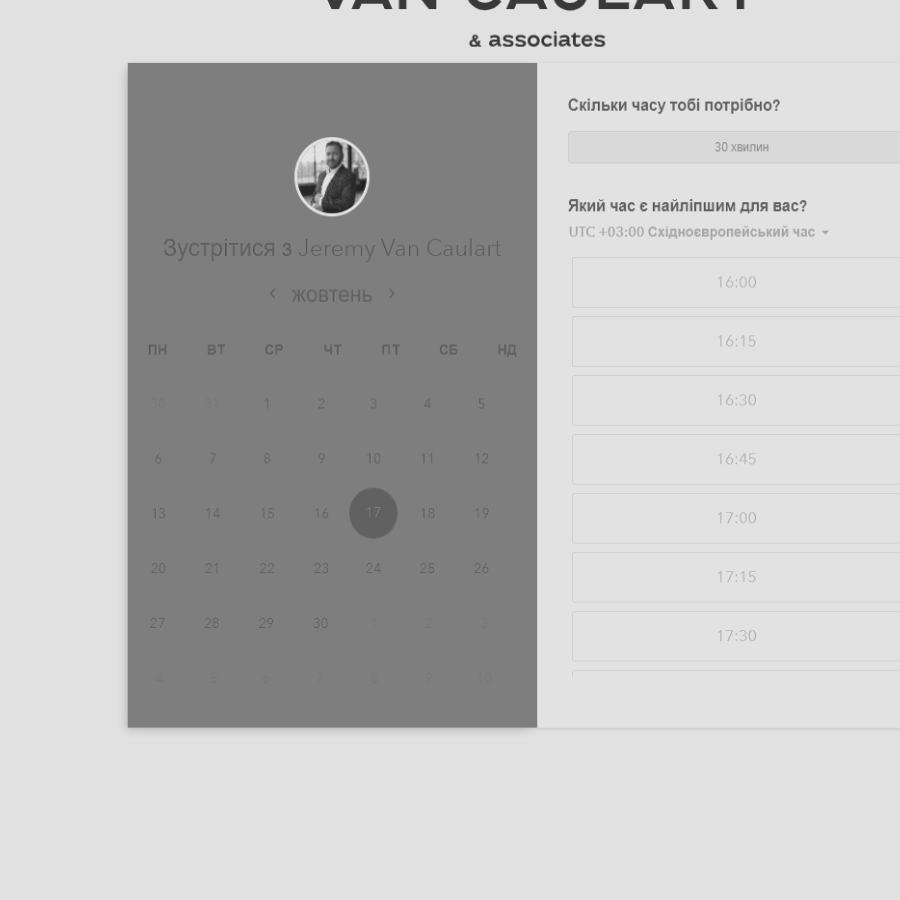 VAN CAULART
& associates
Зустрітися з Jeremy Van Caulart
жовтень
ПН ВТ СР ЧТ ПТ СБ НД
30 31 1 2 3 4 5
6 7 8 9 10 11 12
13 14 15 16 17 18 19
20 21 22 23 24 25 26
27 28 29 30 1 2 3
4 5 6 7 8 9 10
Скільки часу тобі потрібно?
30 хвилин
Який час є найліпшим для вас?
UTC +03:00 Східноєвропейський час
16:00
16:15
16:30
16:45
17:00
17:15
17:30